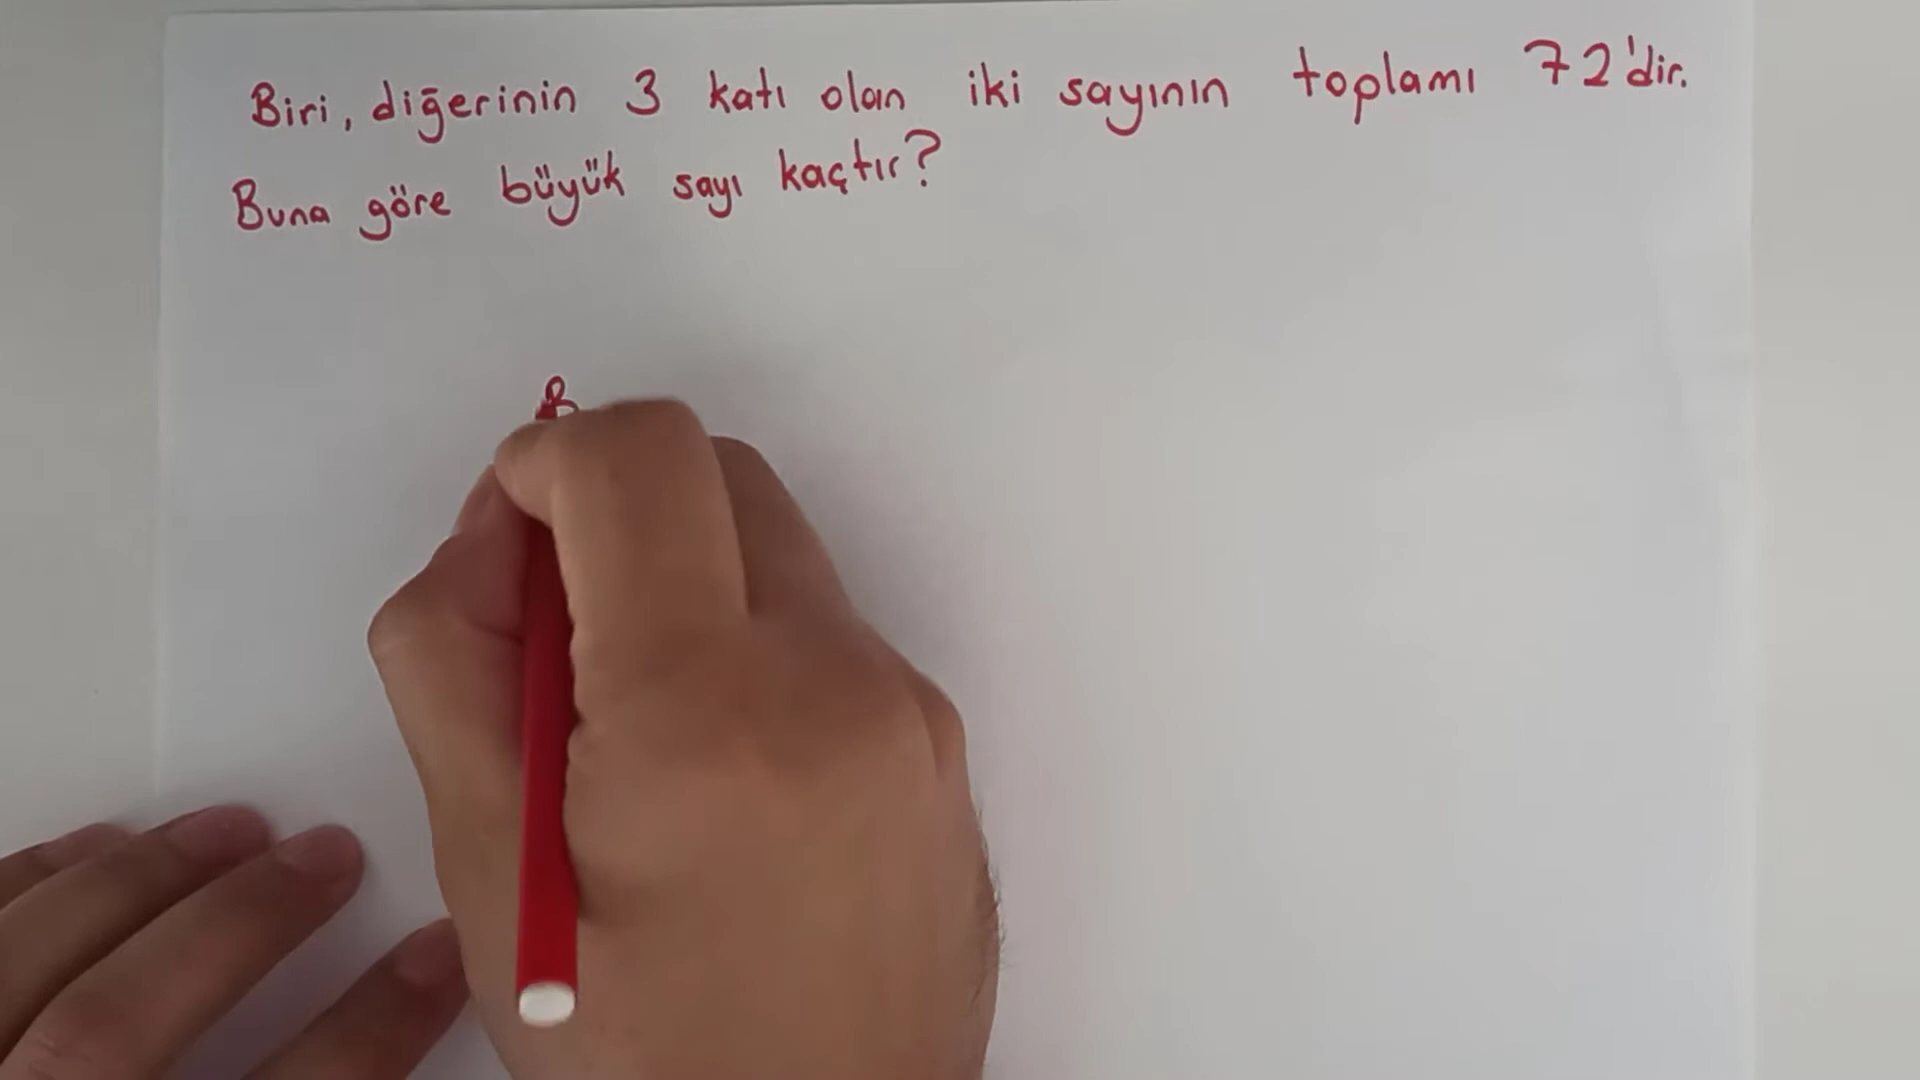 Biri, diğerinin 3 katı olan iki sayının toplamı 72'dir.
Buna göre büyük sayı kaçtır?
B